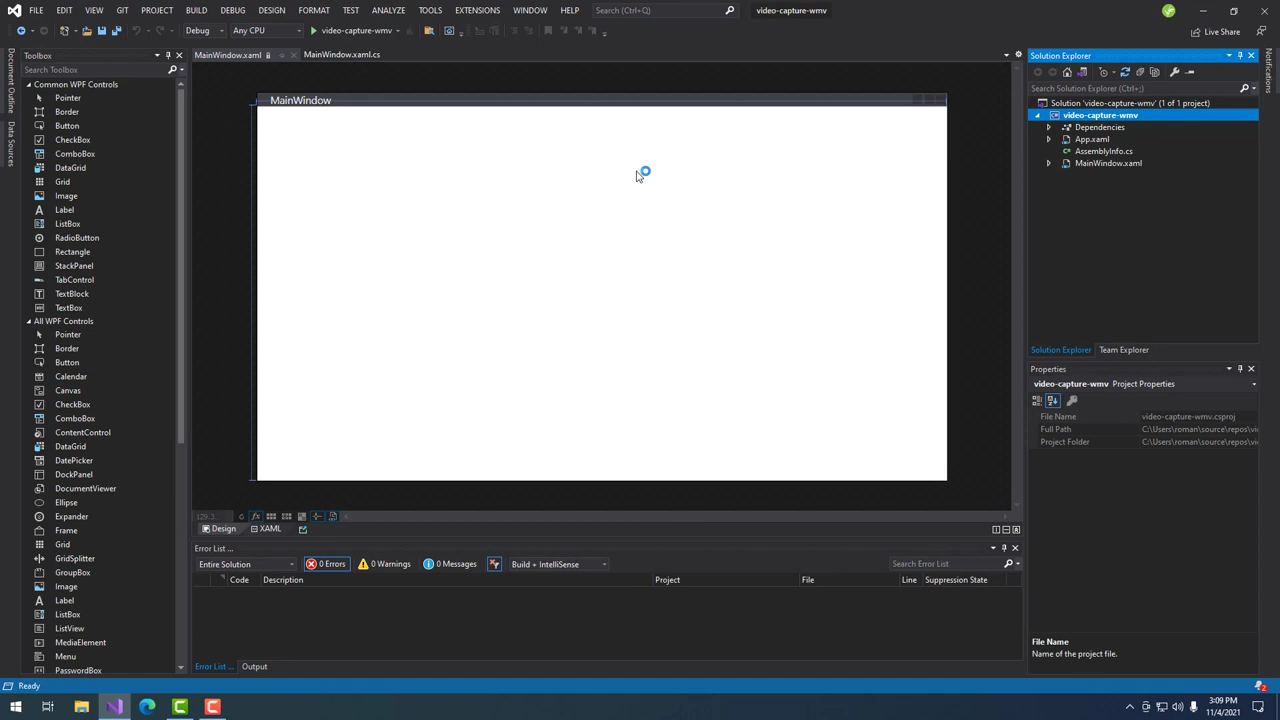 FILE EDIT VIEW GIT PROJECT BUILD DEBUG DESIGN FORMAT TEST ANALYZE TOOLS EXTENSIONS WINDOW HELP Search (Ctrl+Q) video-capture-wmv
Debug Any CPU video-capture-wmv Live Share
Document Outline
Data Sources
Toolbox
Search Toolbox
Common WPF Controls
Pointer
Border
Button
CheckBox
ComboBox
DataGrid
Grid
Image
Label
ListBox
RadioButton
Rectangle
StackPanel
TabControl
TextBlock
TextBox
All WPF Controls
Pointer
Border
Button
Calendar
Canvas
CheckBox
ComboBox
ContentControl
DataGrid
DatePicker
DockPanel
DocumentViewer
Ellipse
Expander
Frame
Grid
GridSplitter
GroupBox
Image
Label
ListBox
ListView
MediaElement
Menu
PasswordBox
MainWindow.xaml MainWindow.xaml.cs
MainWindow
129.3
Design XAML
Error List ...
Entire Solution 0 Errors 0 Warnings 0 Messages Build + IntelliSense Search Error List
Code Description Project File Line Suppression State
Error List ... Output
Solution Explorer
Search Solution Explorer (Ctrl+;)
Solution 'video-capture-wmv' (1 of 1 project)
video-capture-wmv
Dependencies
App.xaml
AssemblyInfo.cs
MainWindow.xaml
Solution Explorer Team Explorer
Properties
video-capture-wmv Project Properties
File Name video-capture-wmv.csproj
Full Path C:\Users\roman\source\repos\vi
Project Folder C:\Users\roman\source\repos\vi
File Name
Name of the project file.
Notifications
Ready 2
3:09 PM
11/4/2021